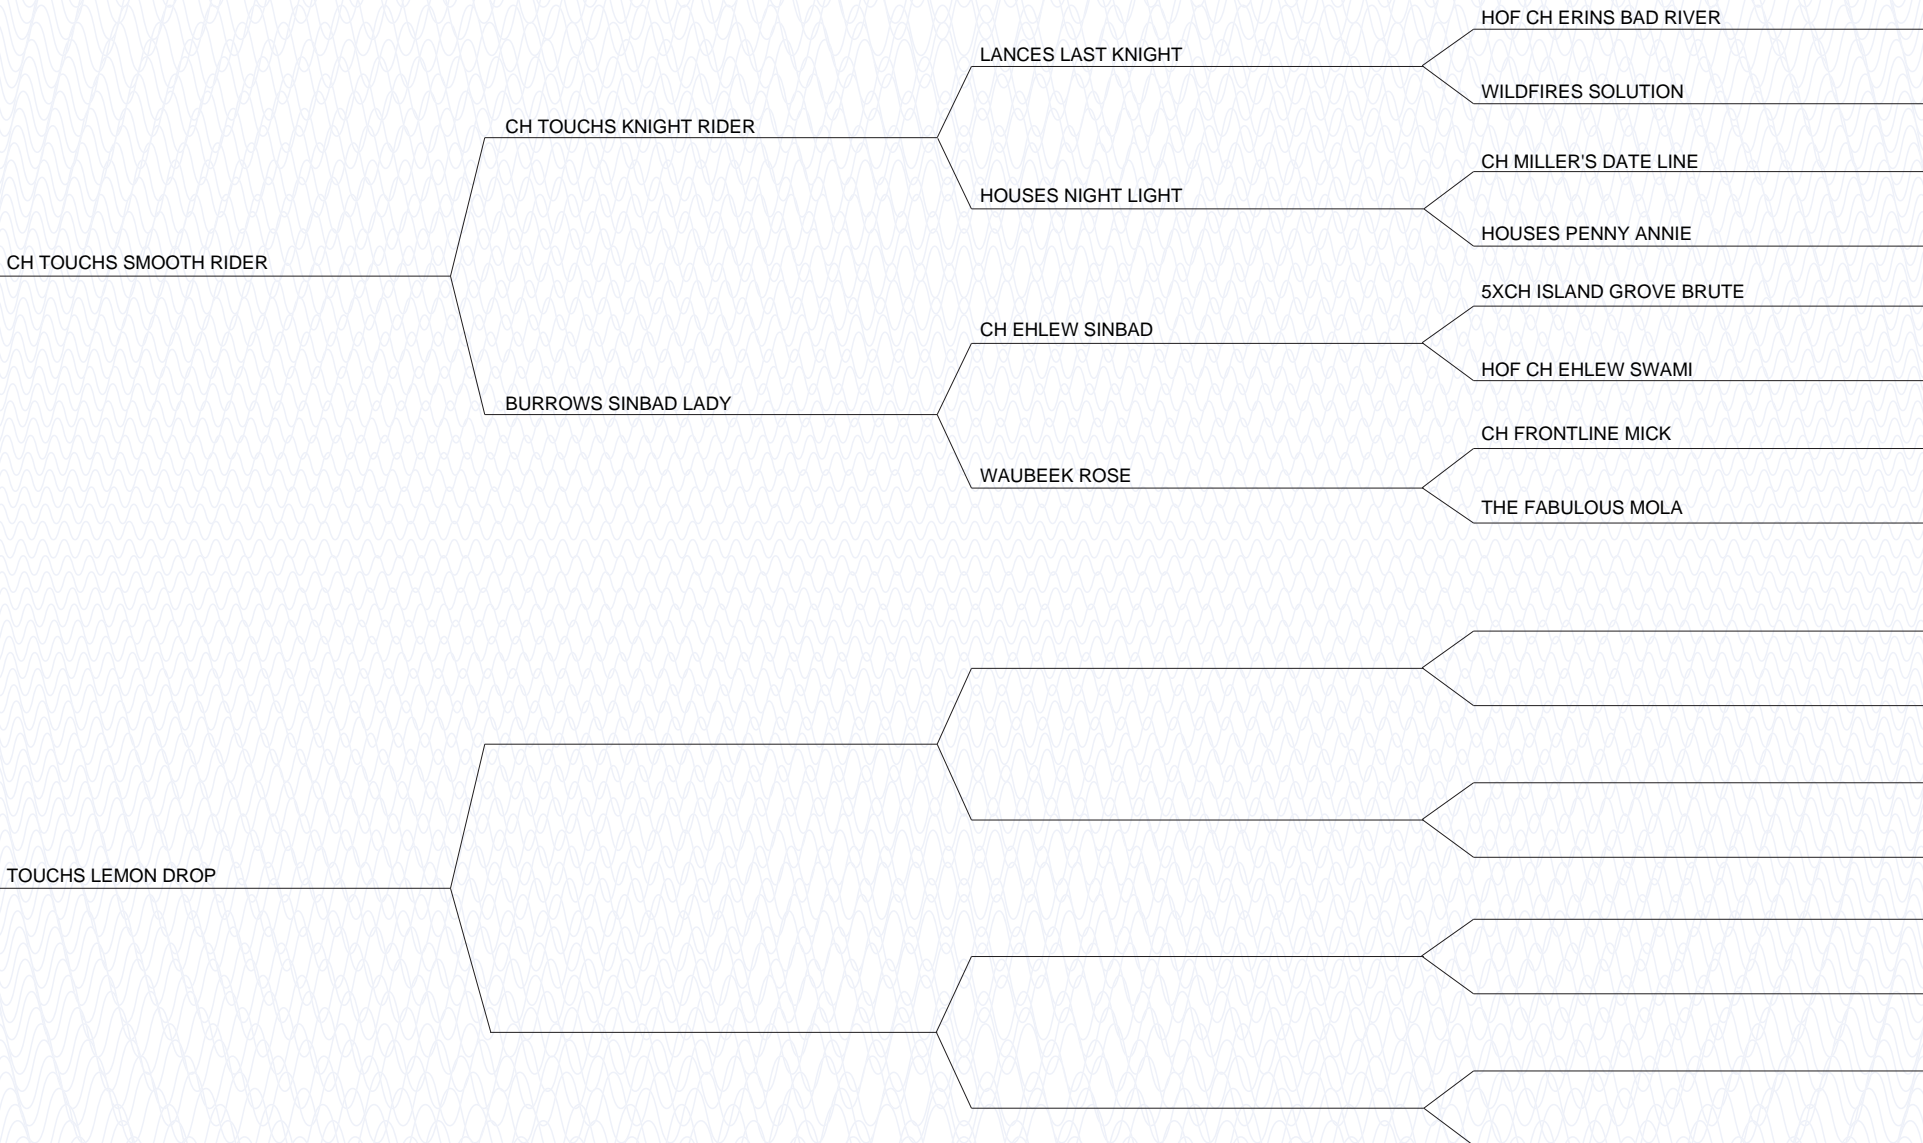 HOF CH ERINS BAD RIVER
LANCES LAST KNIGHT
WILDFIRES SOLUTION
CH TOUCHS KNIGHT RIDER
CH MILLER'S DATE LINE
HOUSES NIGHT LIGHT
HOUSES PENNY ANNIE
CH TOUCHS SMOOTH RIDER
5XCH ISLAND GROVE BRUTE
CH EHLEW SINBAD
HOF CH EHLEW SWAMI
BURROWS SINBAD LADY
CH FRONTLINE MICK
WAUBEEK ROSE
THE FABULOUS MOLA
TOUCHS LEMON DROP